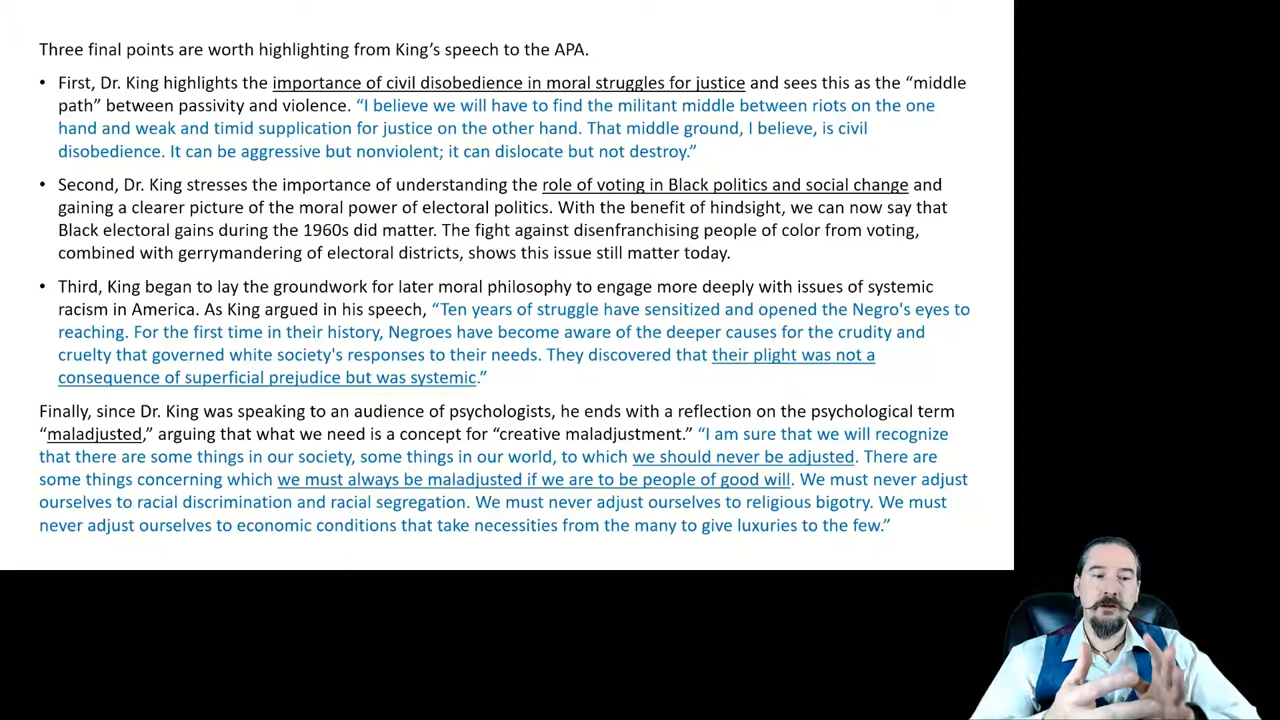 Three final points are worth highlighting from King's speech to the APA.
• First, Dr. King highlights the importance of civil disobedience in moral struggles for justice and sees this as the “middle
path” between passivity and violence. “I believe we will have to find the militant middle between riots on the one
hand and weak and timid supplication for justice on the other hand. That middle ground, I believe, is civil
disobedience. It can be aggressive but nonviolent; it can dislocate but not destroy.”
• Second, Dr. King stresses the importance of understanding the role of voting in Black politics and social change and
gaining a clearer picture of the moral power of electoral politics. With the benefit of hindsight, we can now say that
Black electoral gains during the 1960s did matter. The fight against disenfranchising people of color from voting,
combined with gerrymandering of electoral districts, shows this issue still matter today.
• Third, King began to lay the groundwork for later moral philosophy to engage more deeply with issues of systemic
racism in America. As King argued in his speech, “Ten years of struggle have sensitized and opened the Negro's eyes to
reaching. For the first time in their history, Negroes have become aware of the deeper causes for the crudity and
cruelty that governed white society's responses to their needs. They discovered that their plight was not a
consequence of superficial prejudice but was systemic.”
Finally, since Dr. King was speaking to an audience of psychologists, he ends with a reflection on the psychological term
“maladjusted,” arguing that what we need is a concept for “creative maladjustment.” “I am sure that we will recognize
that there are some things in our society, some things in our world, to which we should never be adjusted. There are
some things concerning which we must always be maladjusted if we are to be people of good will. We must never adjust
ourselves to racial discrimination and racial segregation. We must never adjust ourselves to religious bigotry. We must
never adjust ourselves to economic conditions that take necessities from the many to give luxuries to the few.”